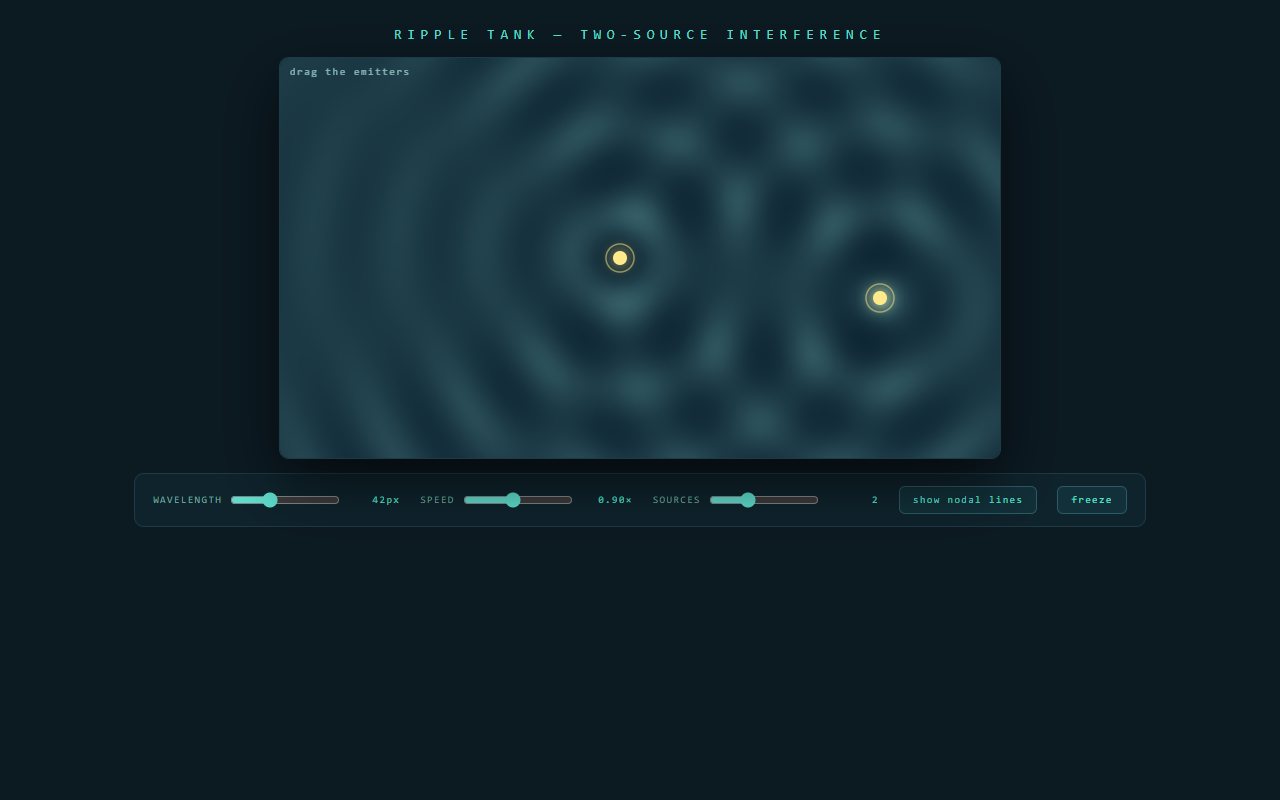 RIPPLE TANK — TWO-SOURCE INTERFERENCE
drag the emitters
WAVELENGTH 42px SPEED 0.90× SOURCES 2 show nodal lines freeze